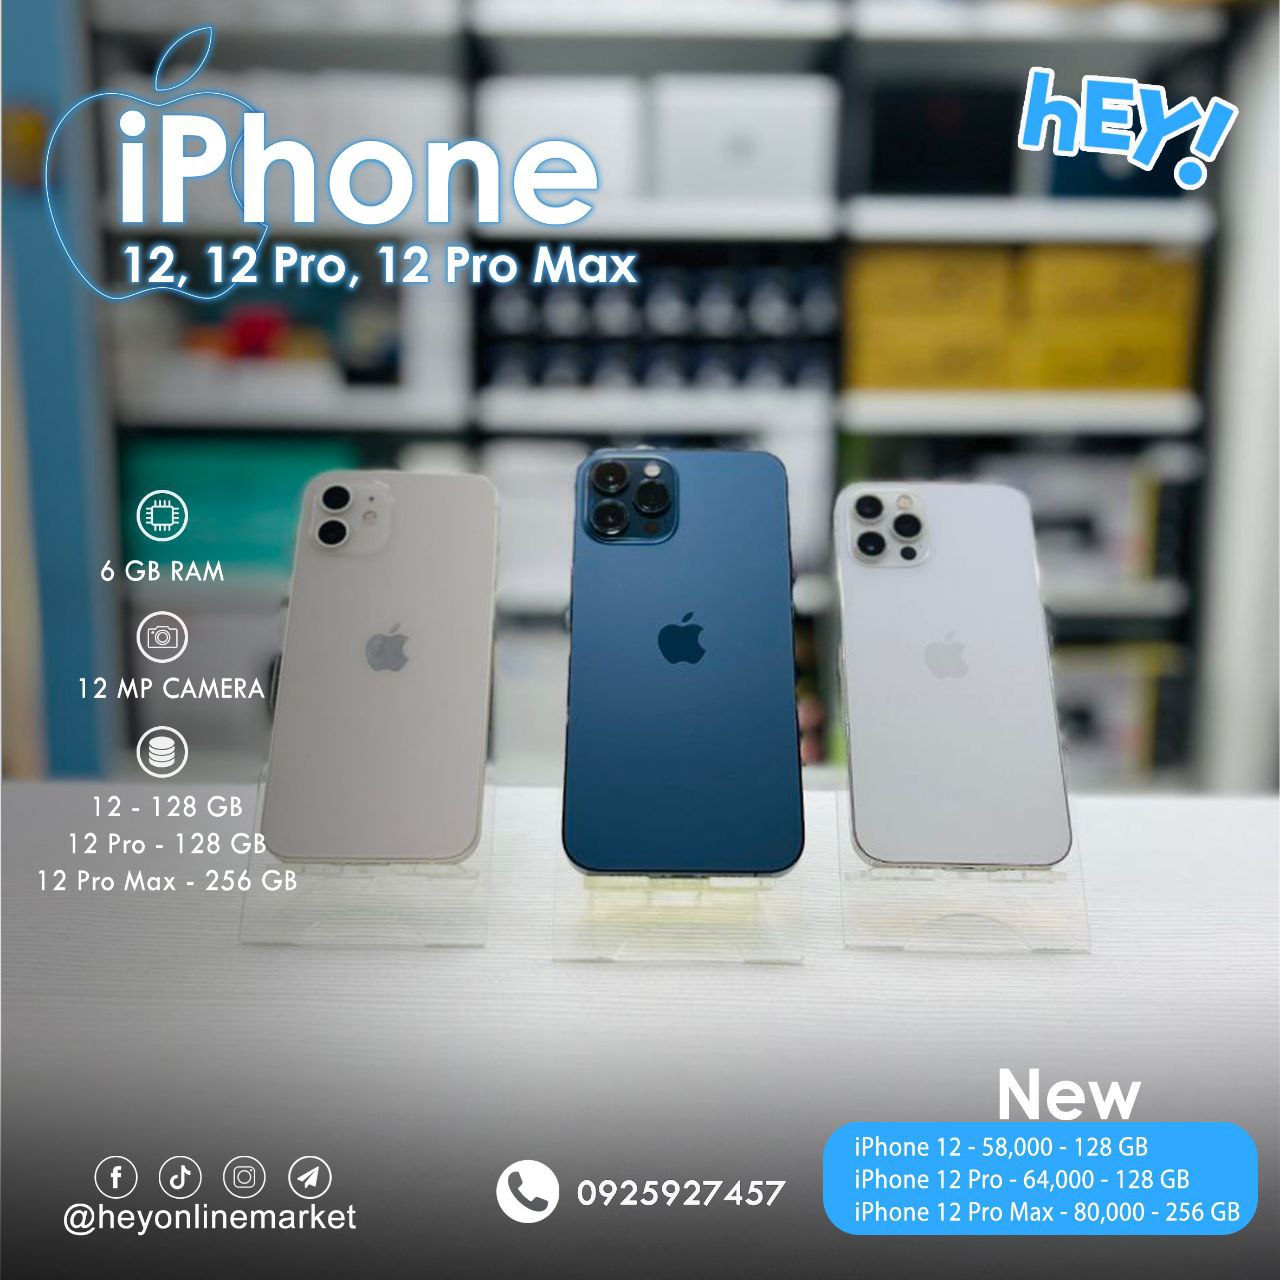 iPhone
12, 12 Pro, 12 Pro Max
hEY!
6 GB RAM
12 MP CAMERA
12 - 128 GB
12 Pro - 128 GB
12 Pro Max - 256 GB
New
iPhone 12 - 58,000 - 128 GB
iPhone 12 Pro - 64,000 - 128 GB
iPhone 12 Pro Max - 80,000 - 256 GB
@heyonlinemarket
0925927457